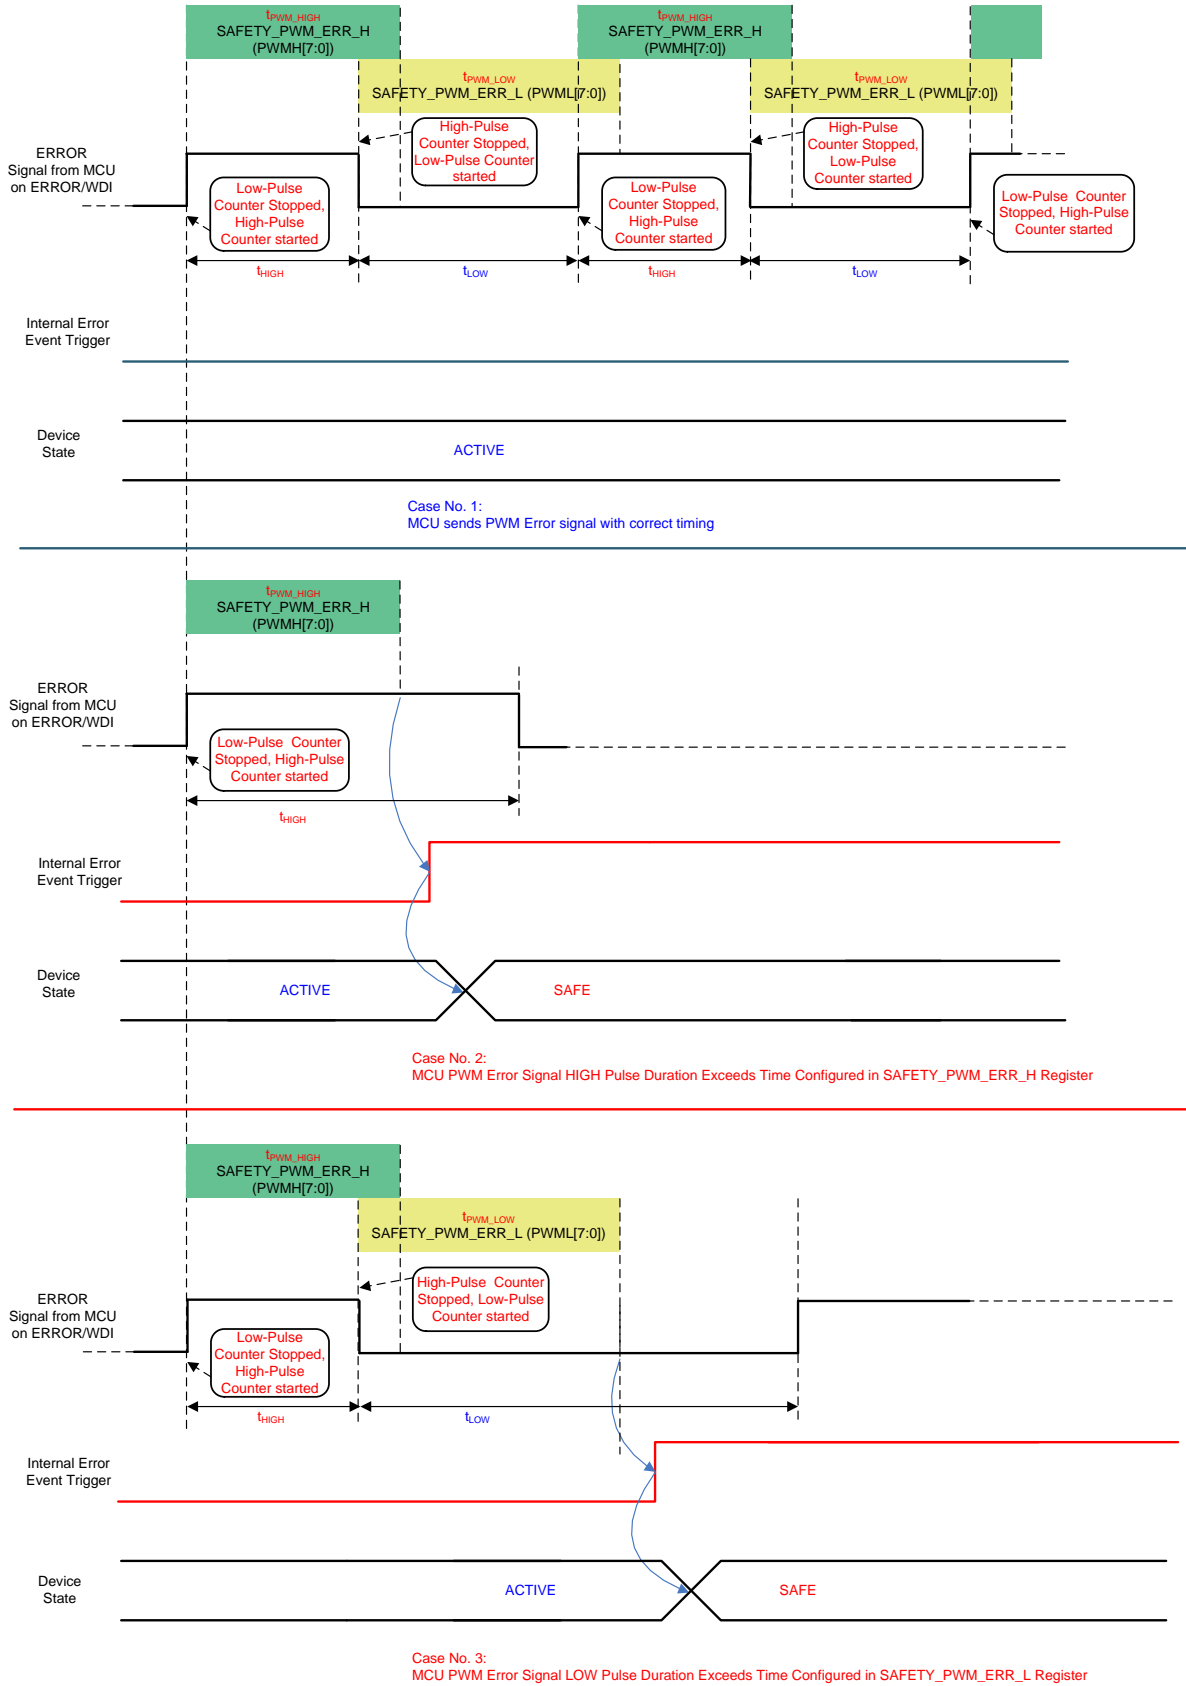 tPWM_HIGH
SAFETY_PWM_ERR_H
(PWMH[7:0])
tPWM_HIGH
SAFETY_PWM_ERR_H
(PWMH[7:0])
tPWM_LOW
SAFETY_PWM_ERR_L (PWML[7:0])
tPWM_LOW
SAFETY_PWM_ERR_L (PWML[7:0])
High-Pulse
Counter Stopped,
Low-Pulse Counter
started
High-Pulse
Counter Stopped,
Low-Pulse
Counter started
ERROR
Signal from MCU
on ERROR/WDI
Low-Pulse
Counter Stopped,
High-Pulse
Counter started
Low-Pulse
Counter Stopped,
High-Pulse
Counter started
Low-Pulse Counter
Stopped, High-Pulse
Counter started
tHIGH
tLOW
tHIGH
tLOW
Internal Error
Event Trigger
Device
State
ACTIVE
Case No. 1:
MCU sends PWM Error signal with correct timing
tPWM_HIGH
SAFETY_PWM_ERR_H
(PWMH[7:0])
ERROR
Signal from MCU
on ERROR/WDI
Low-Pulse Counter
Stopped, High-Pulse
Counter started
tHIGH
Internal Error
Event Trigger
Device
State
ACTIVE
SAFE
Case No. 2:
MCU PWM Error Signal HIGH Pulse Duration Exceeds Time Configured in SAFETY_PWM_ERR_H Register
tPWM_HIGH
SAFETY_PWM_ERR_H
(PWMH[7:0])
tPWM_LOW
SAFETY_PWM_ERR_L (PWML[7:0])
High-Pulse Counter
Stopped, Low-Pulse
Counter started
ERROR
Signal from MCU
on ERROR/WDI
Low-Pulse
Counter Stopped,
High-Pulse
Counter started
tHIGH
tLOW
Internal Error
Event Trigger
Device
State
ACTIVE
SAFE
Case No. 3:
MCU PWM Error Signal LOW Pulse Duration Exceeds Time Configured in SAFETY_PWM_ERR_L Register